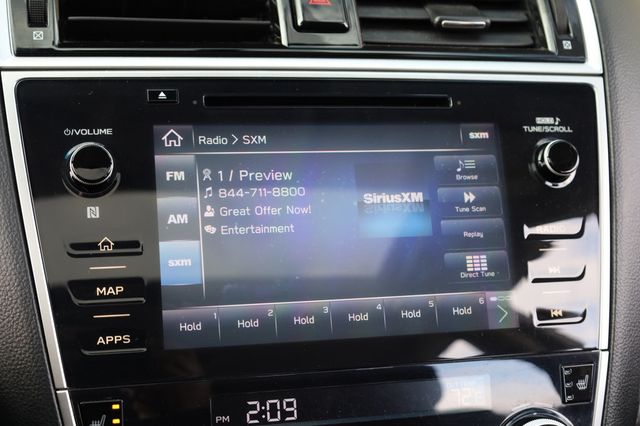 HOLD
⏻/VOLUME
TUNE/SCROLL
Radio > SXM
sxm
FM
AM
sxm
1 / Preview
844-711-8800
Great Offer Now!
Entertainment
SiriusXM
Browse
Tune Scan
Replay
Direct Tune
RADIO
MAP
APPS
Hold 1
Hold 2
Hold 3
Hold 4
Hold 5
Hold 6
PM 2:09
72